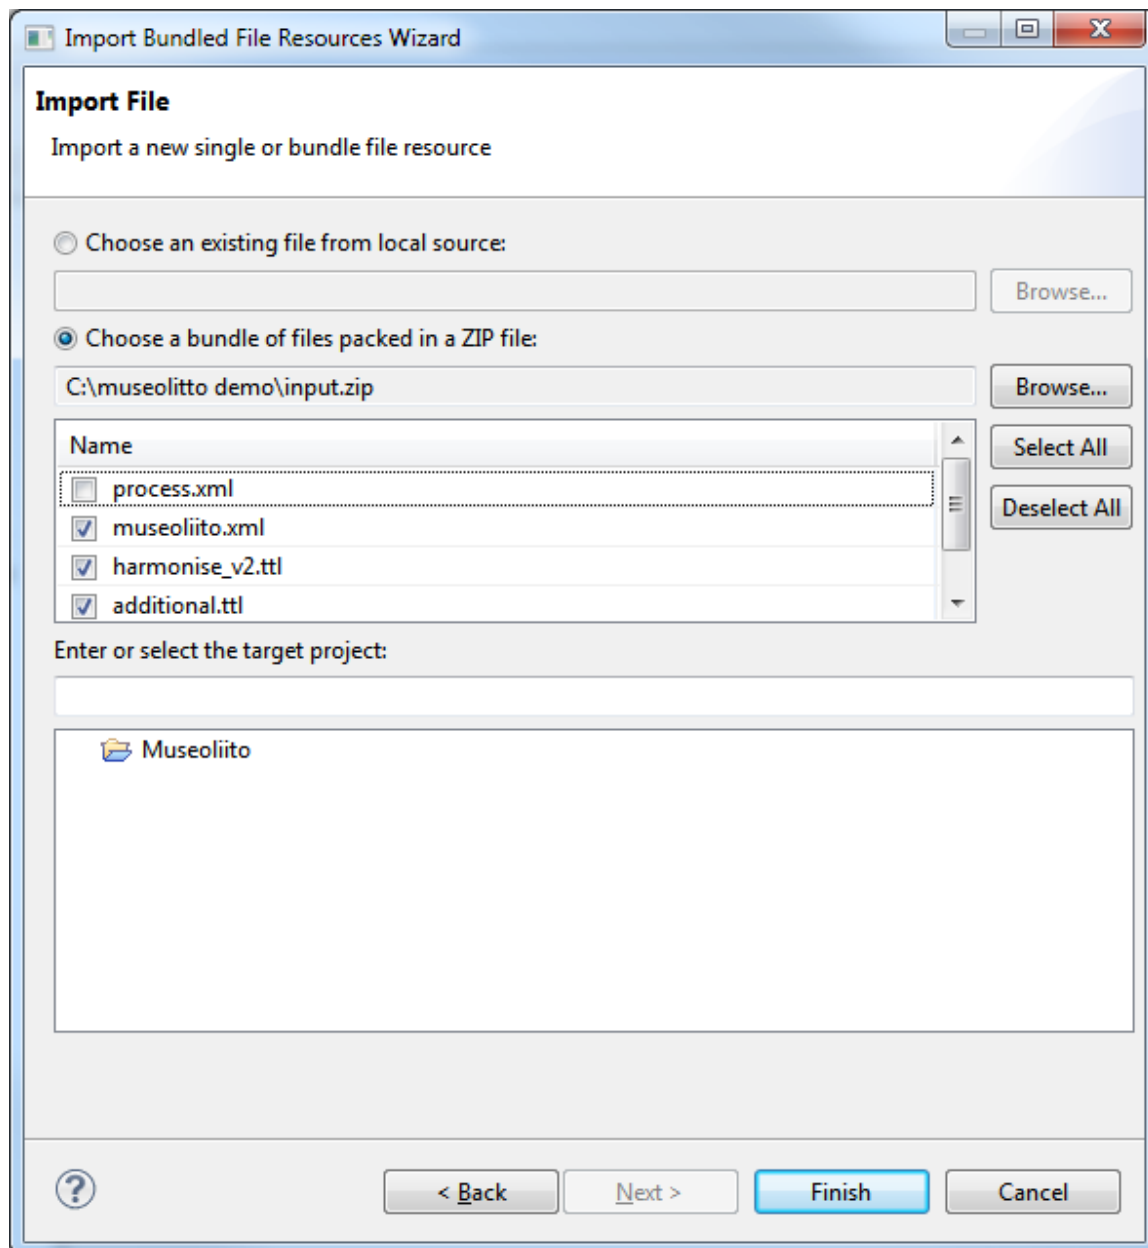 Import Bundled File Resources Wizard
Import File
Import a new single or bundle file resource
Choose an existing file from local source:
Browse...
Choose a bundle of files packed in a ZIP file:
C:\museolitto demo\input.zip
Browse...
Name
Select All
process.xml
Deselect All
museoliito.xml
harmonise_v2.ttl
additional.ttl
Enter or select the target project:
Museoliito
?
< Back
Next >
Finish
Cancel